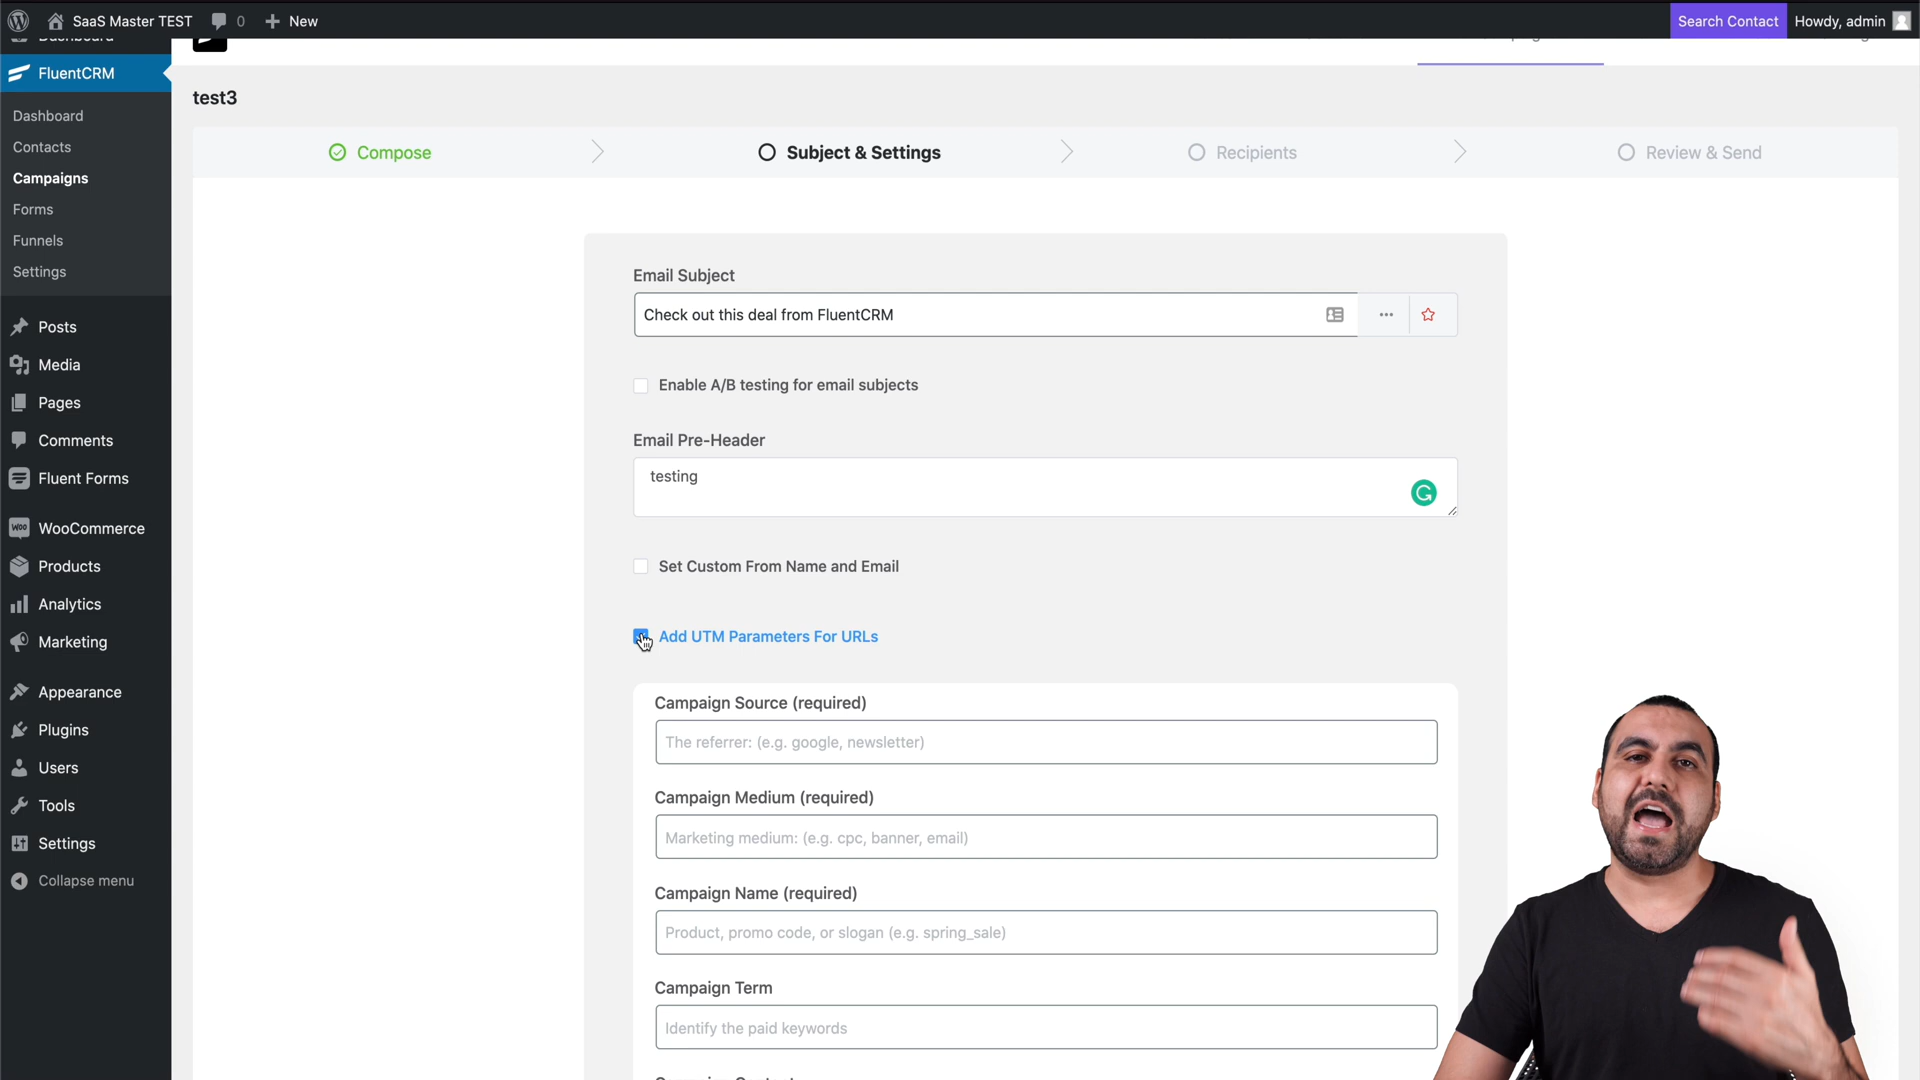 SaaS Master TEST
0
New
Search Contact
Howdy, admin
FluentCRM
Dashboard
Contacts
Campaigns
Forms
Funnels
Settings
Posts
Media
Pages
Comments
Fluent Forms
WooCommerce
Products
Analytics
Marketing
Appearance
Plugins
Users
Tools
Settings
Collapse menu
test3
Compose
Subject & Settings
Recipients
Review & Send
Email Subject
Check out this deal from FluentCRM
Enable A/B testing for email subjects
Email Pre-Header
testing
Set Custom From Name and Email
Add UTM Parameters For URLs
Campaign Source (required)
The referrer: (e.g. google, newsletter)
Campaign Medium (required)
Marketing medium: (e.g. cpc, banner, email)
Campaign Name (required)
Product, promo code, or slogan (e.g. spring_sale)
Campaign Term
Identify the paid keywords